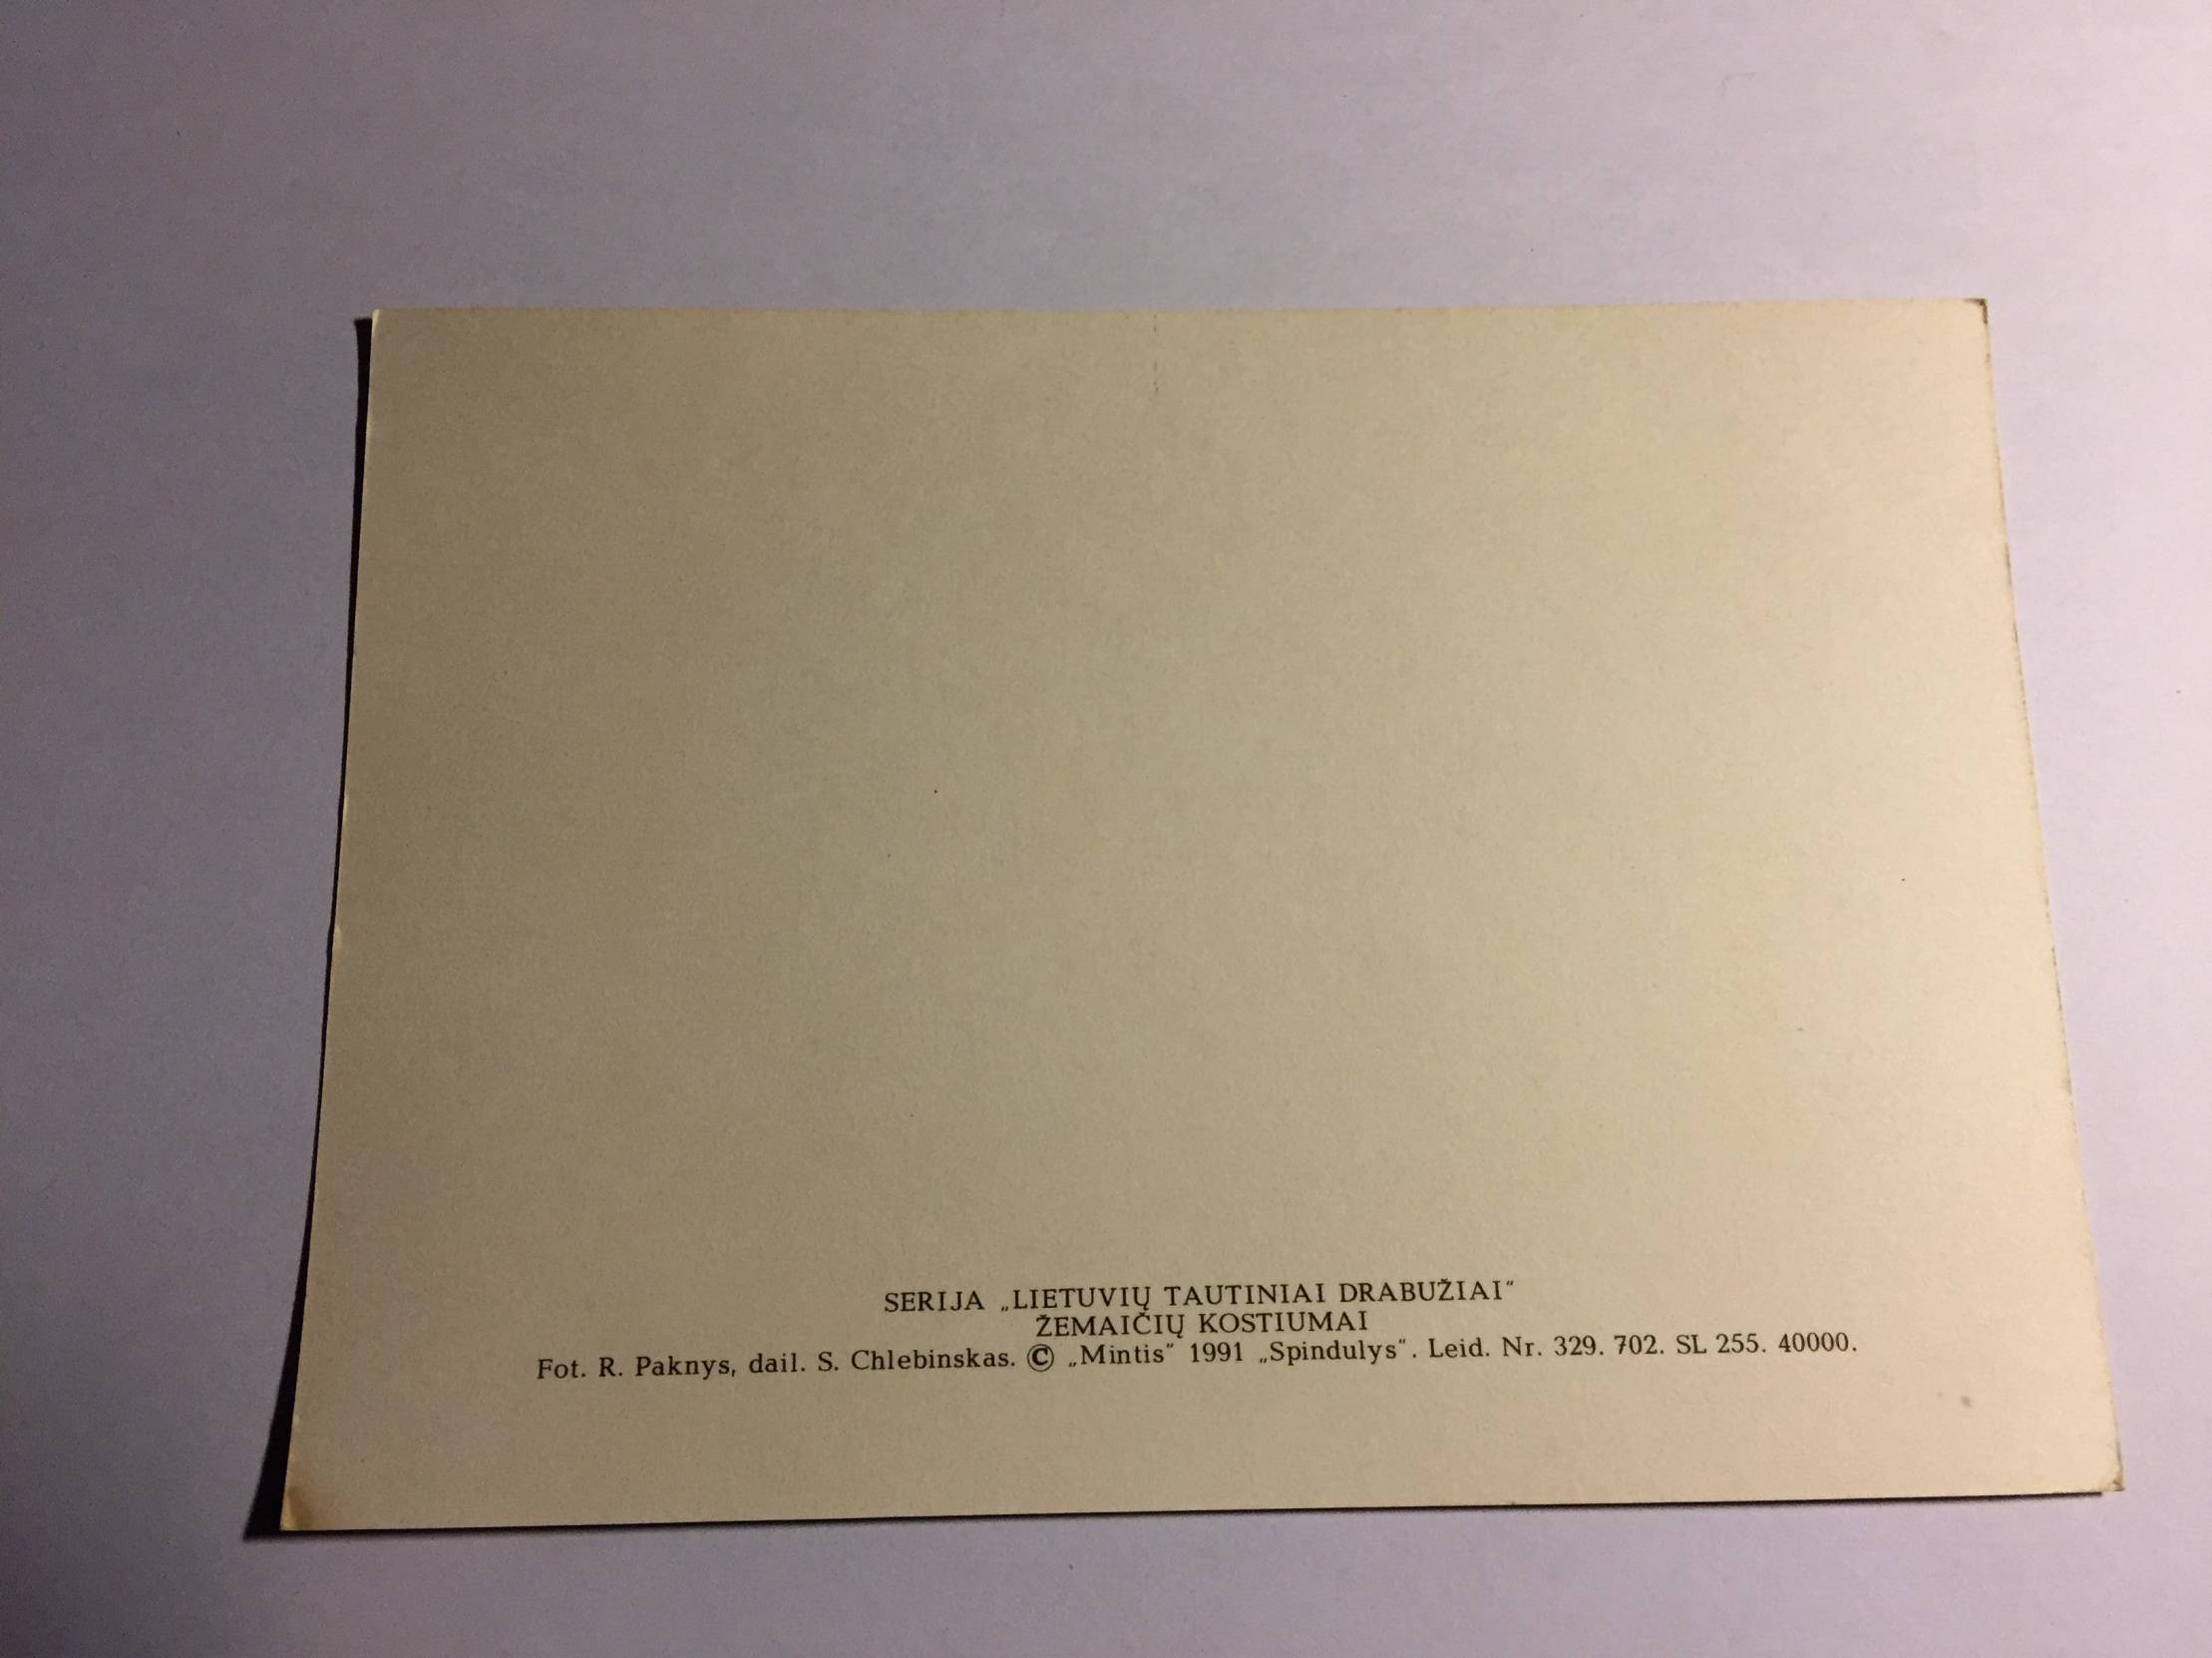 SERIJA „LIETUVIŲ TAUTINIAI DRABUŽIAI“
ŽEMAIČIŲ KOSTIUMAI
Fot. R. Paknys, dail. S. Chlebinskas. © „Mintis“ 1991 „Spindulys“. Leid. Nr. 329. 702. SL 255. 40000.